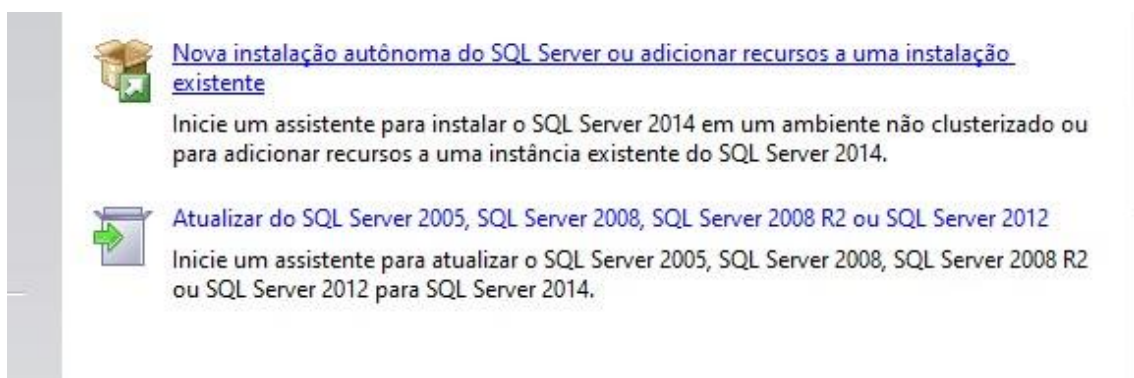 Nova instalação autônoma do SQL Server ou adicionar recursos a uma instalação
existente
Inicie um assistente para instalar o SQL Server 2014 em um ambiente não clusterizado ou
para adicionar recursos a uma instância existente do SQL Server 2014.
Atualizar do SQL Server 2005, SQL Server 2008, SQL Server 2008 R2 ou SQL Server 2012
Inicie um assistente para atualizar o SQL Server 2005, SQL Server 2008, SQL Server 2008 R2
ou SQL Server 2012 para SQL Server 2014.